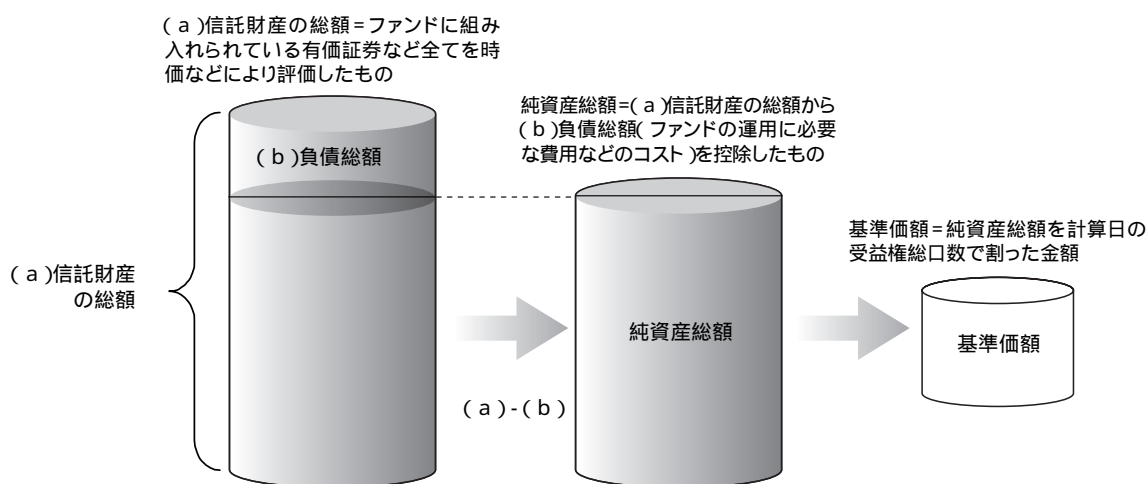 (a)信託財産の総額=ファンドに組み
入れられている有価証券など全てを時
価などにより評価したもの
純資産総額=(a)信託財産の総額から
(b)負債総額(ファンドの運用に必要
な費用などのコスト)を控除したもの
(b)負債総額
基準価額=純資産総額を計算日の
受益権総口数で割った金額
(a)信託財産
の総額
純資産総額
基準価額
(a)-(b)